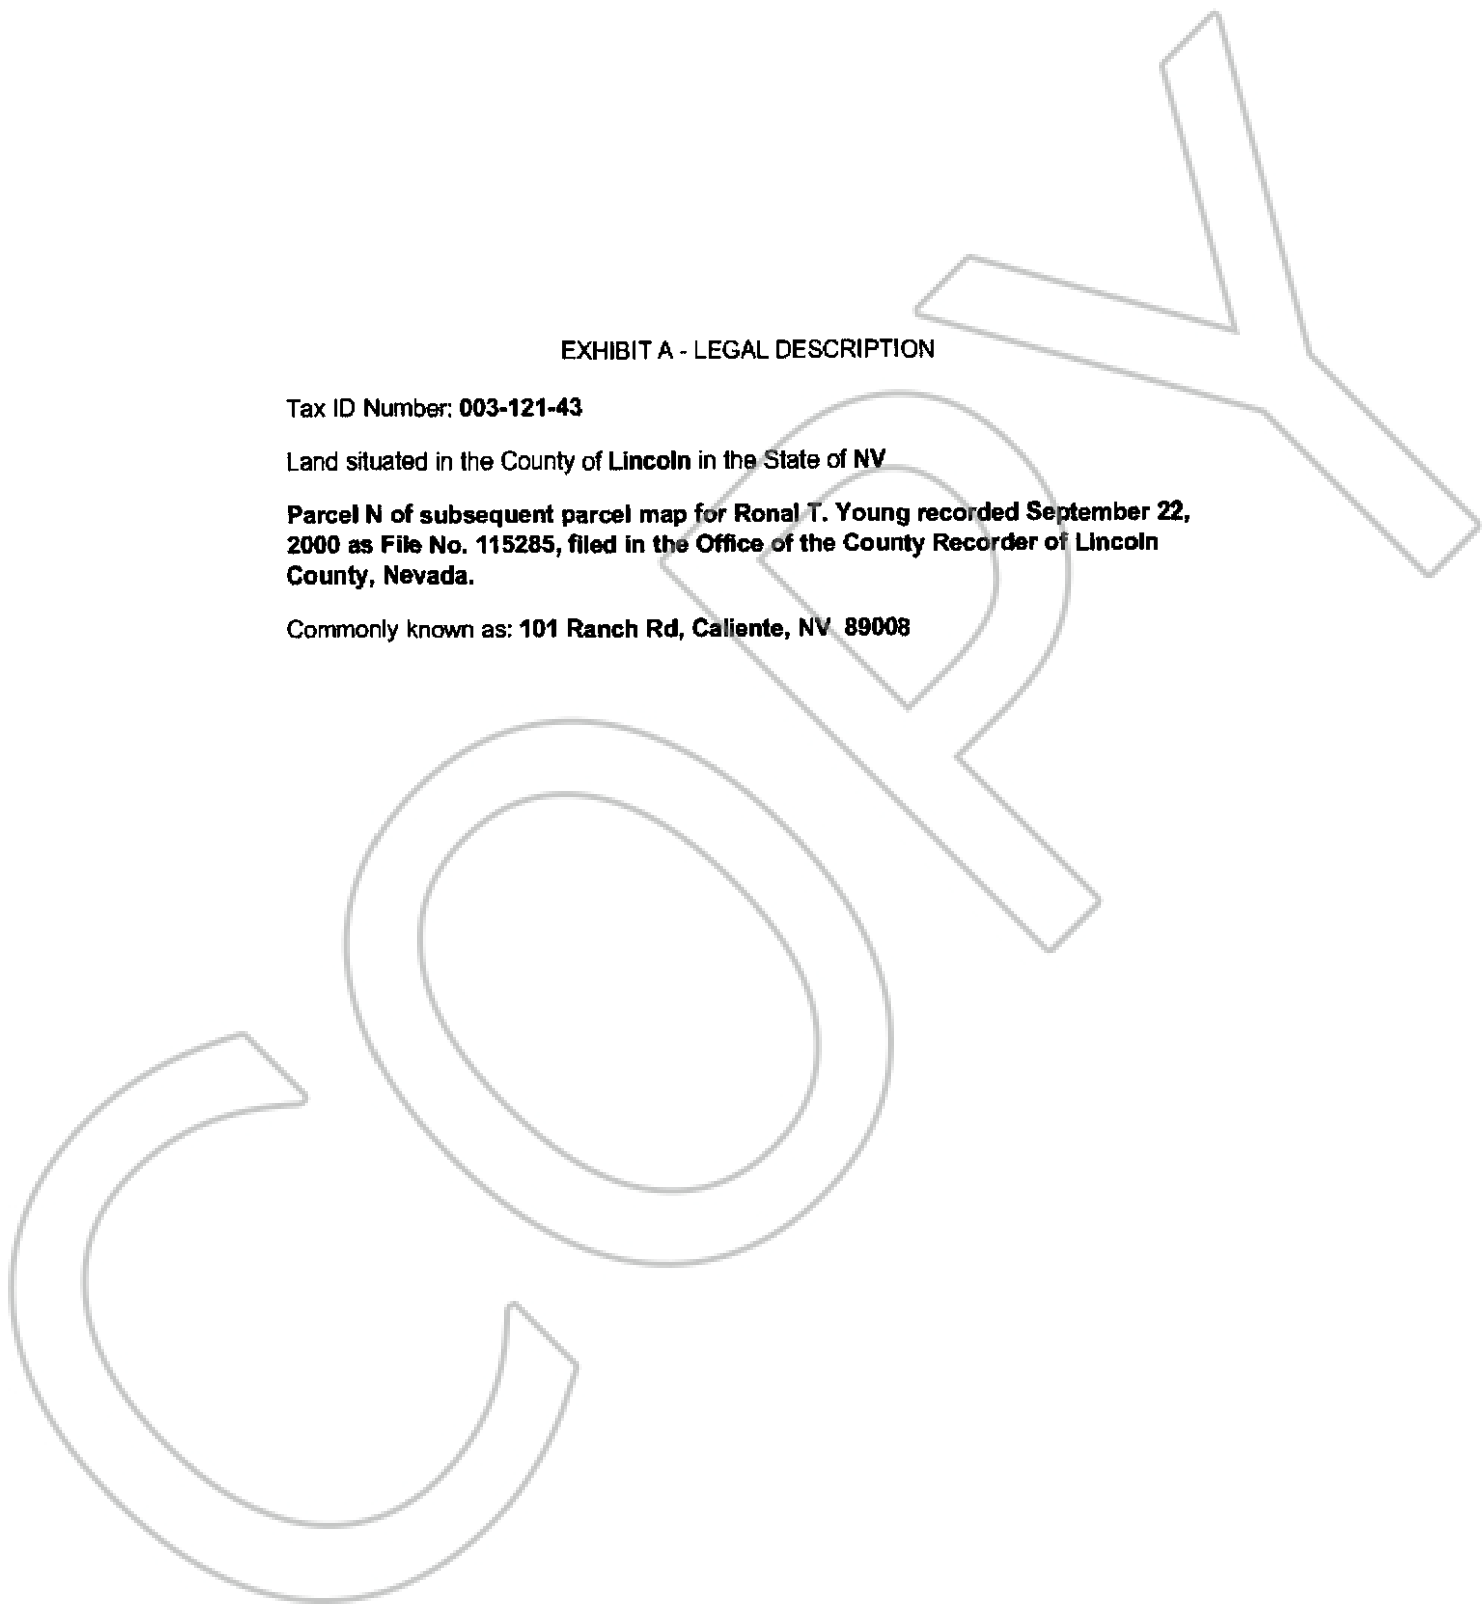 EXHIBIT A - LEGAL DESCRIPTION
Tax ID Number: 003-121-43
Land situated in the County of Lincoln in the State of NV
Parcel N of subsequent parcel map for Ronal T. Young recorded September 22,
2000 as File No. 115285, filed in the Office of the County Recorder of Lincoln
County, Nevada.
Commonly known as: 101 Ranch Rd, Caliente, NV 89008
COPY